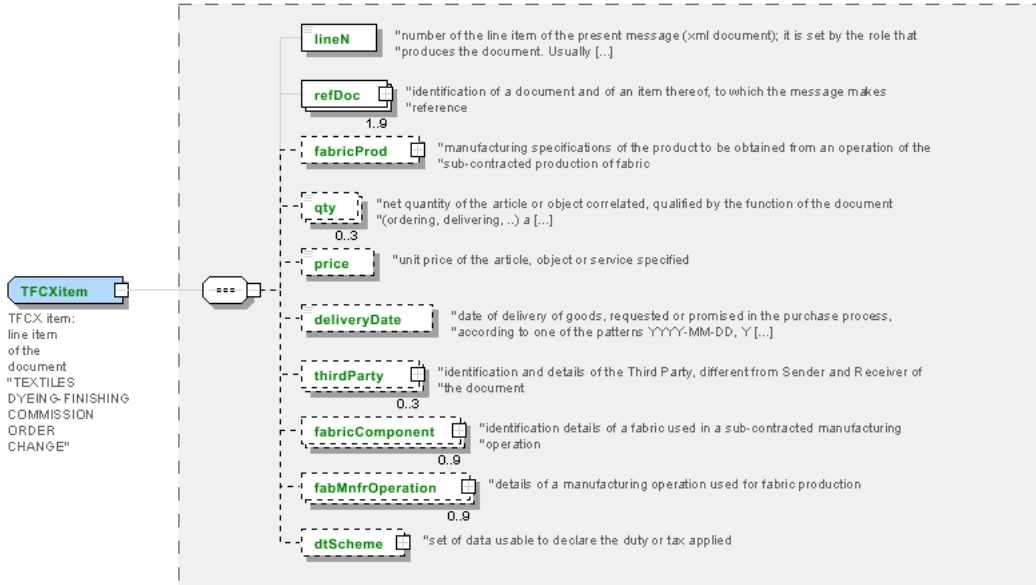 lineN
"number of the line item of the present message (xml document); it is set by the role that
"produces the document. Usually [...]
refDoc
"identification of a document and of an item thereof, to which the message makes
"reference
1..9
fabricProd
"manufacturing specifications of the product to be obtained from an operation of the
"sub-contracted production of fabric
qty
"net quantity of the article or object correlated, qualified by the function of the document
"(ordering, delivering, ..) a [...]
0..3
price
"unit price of the article, object or service specified
TFCXitem
TFCX item:
line item
of the
document
"TEXTILES
DYEING-FINISHING
COMMISSION
ORDER
CHANGE"
deliveryDate
"date of delivery of goods, requested or promised in the purchase process,
"according to one of the patterns YYYY-MM-DD, Y [...]
thirdParty
"identification and details of the Third Party, different from Sender and Receiver of
"the document
0..3
fabricComponent
"identification details of a fabric used in a sub-contracted manufacturing
"operation
0..9
fabMnfrOperation
"details of a manufacturing operation used for fabric production
0..9
dtScheme
"set of data usable to declare the duty or tax applied